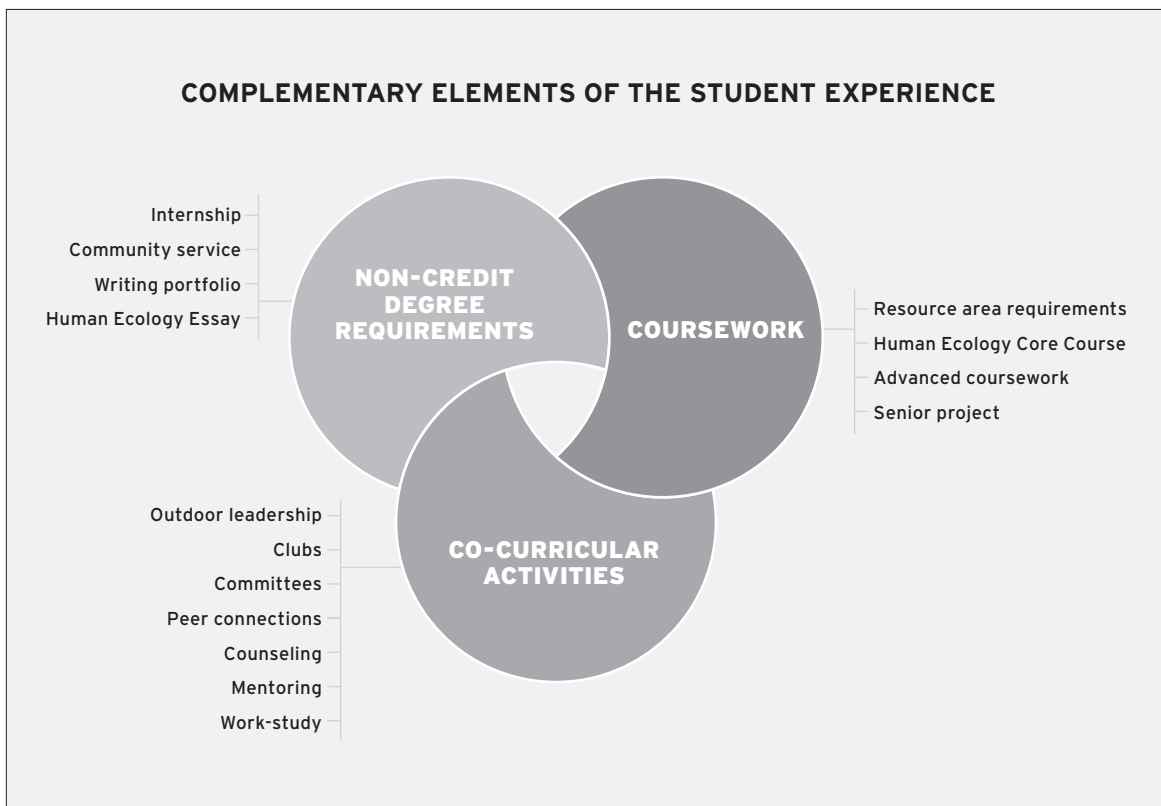 COMPLEMENTARY ELEMENTS OF THE STUDENT EXPERIENCE
Internship
Community service
Writing portfolio
Human Ecology Essay
NON-CREDIT
DEGREE
REQUIREMENTS
COURSEWORK
Resource area requirements
Human Ecology Core Course
Advanced coursework
Senior project
Outdoor leadership
Clubs
Committees
Peer connections
Counseling
Mentoring
Work-study
CO-CURRICULAR
ACTIVITIES